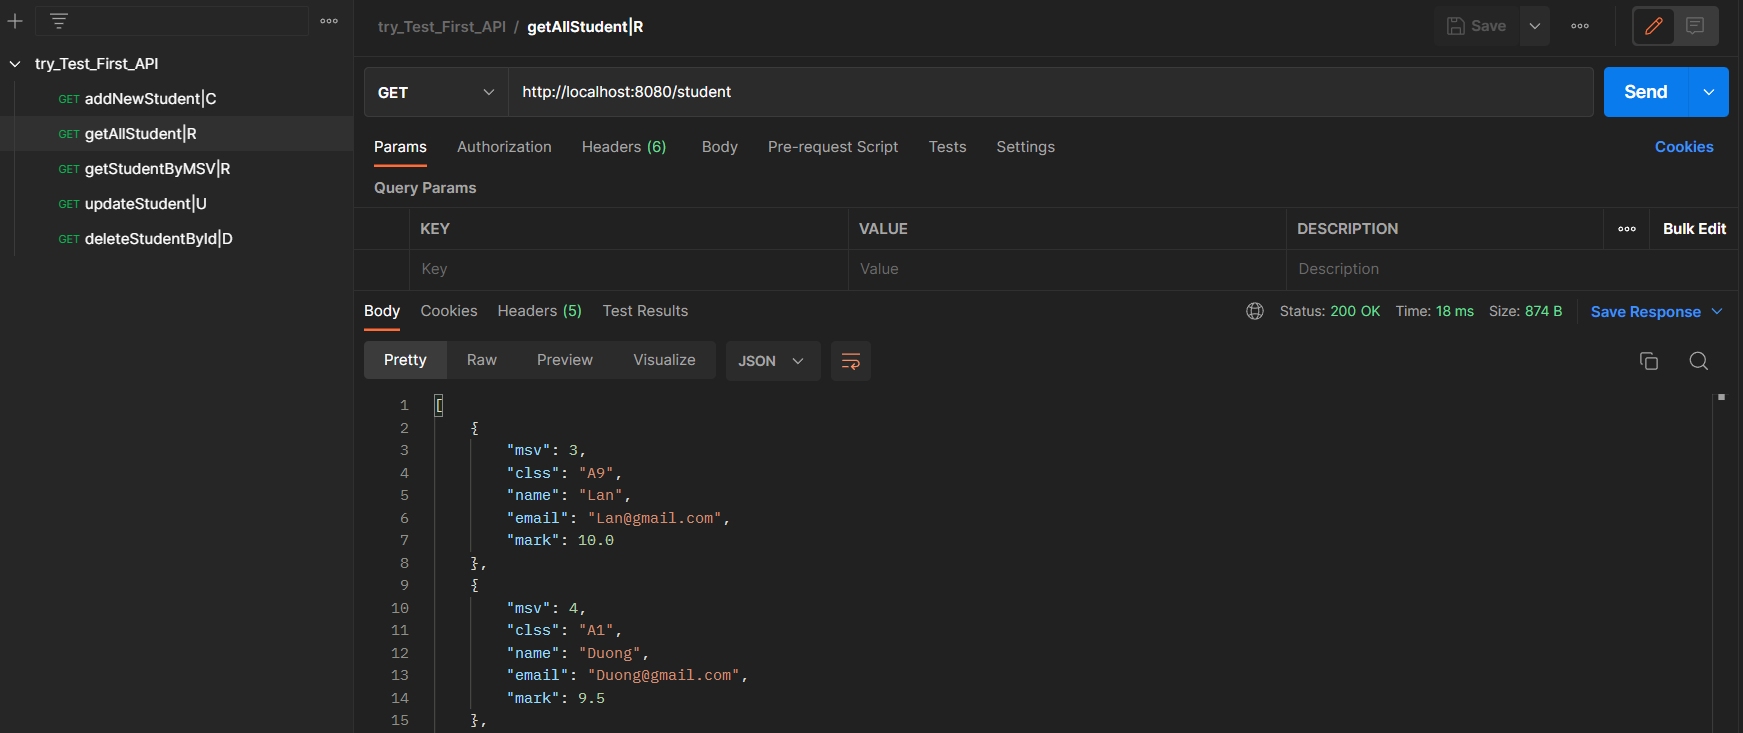 try_Test_First_API / getAllStudent|R
Save
try_Test_First_API
GET addNewStudent|C
GET getAllStudent|R
GET getStudentByMSV|R
GET updateStudent|U
GET deleteStudentById|D
GET http://localhost:8080/student Send
Params Authorization Headers (6) Body Pre-request Script Tests Settings Cookies
Query Params
KEY VALUE DESCRIPTION Bulk Edit
Key Value Description
Body Cookies Headers (5) Test Results Status: 200 OK Time: 18 ms Size: 874 B Save Response
Pretty Raw Preview Visualize JSON
1 [
2 {
3 "msv": 3,
4 "clss": "A9",
5 "name": "Lan",
6 "email": "Lan@gmail.com",
7 "mark": 10.0
8 },
9 {
10 "msv": 4,
11 "clss": "A1",
12 "name": "Duong",
13 "email": "Duong@gmail.com",
14 "mark": 9.5
15 },